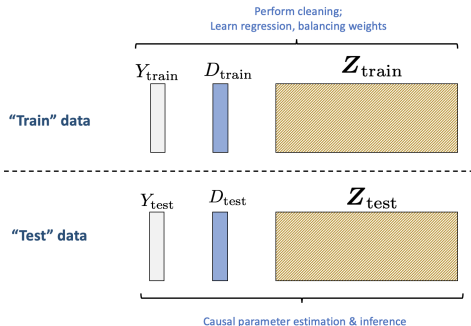 Perform cleaning;
Learn regression, balancing weights
Y_train D_train Z_train
“Train” data
Y_test D_test Z_test
“Test” data
Causal parameter estimation & inference